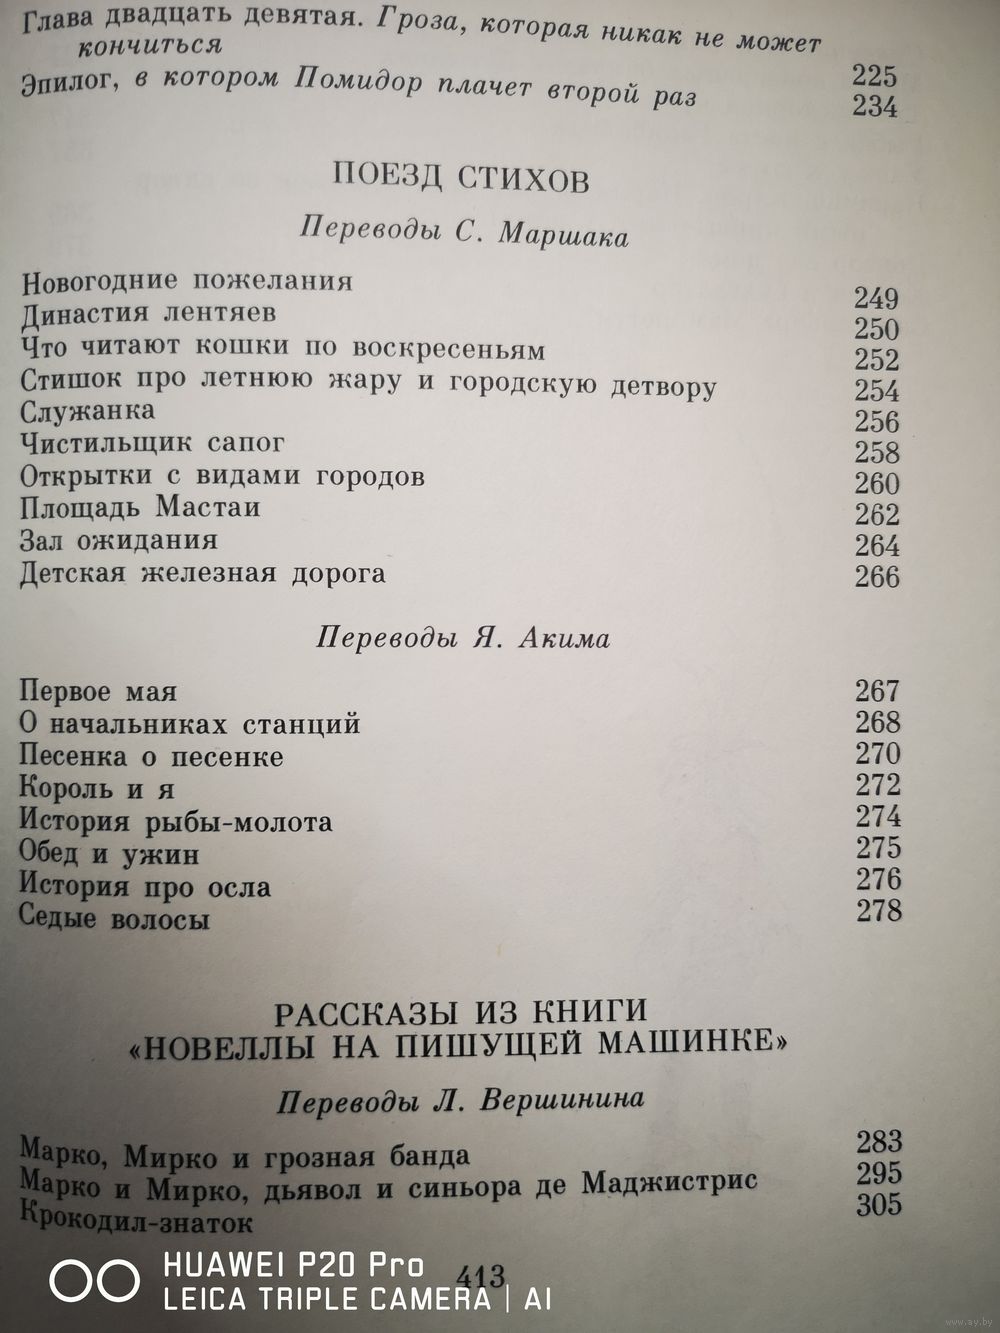 Глава двадцать девятая. Гроза, которая никак не может
кончиться 225
Эпилог, в котором Помидор плачет второй раз 234
ПОЕЗД СТИХОВ
Переводы С. Маршака
Новогодние пожелания 249
Династия лентяев 250
Что читают кошки по воскресеньям 252
Стишок про летнюю жару и городскую детвору 254
Служанка 256
Чистильщик сапог 258
Открытки с видами городов 260
Площадь Мастаи 262
Зал ожидания 264
Детская железная дорога 266
Переводы Я. Акима
Первое мая 267
О начальниках станций 268
Песенка о песенке 270
Король и я 272
История рыбы-молота 274
Обед и ужин 275
История про осла 276
Седые волосы 278
РАССКАЗЫ ИЗ КНИГИ
«НОВЕЛЛЫ НА ПИШУЩЕЙ МАШИНКЕ»
Переводы Л. Вершинина
Марко, Мирко и грозная банда 283
Марко и Мирко, дьявол и синьора де Маджистрис 295
Крокодил-знаток 305
413
HUAWEI P20 Pro
LEICA TRIPLE CAMERA | AI
www.ay.by